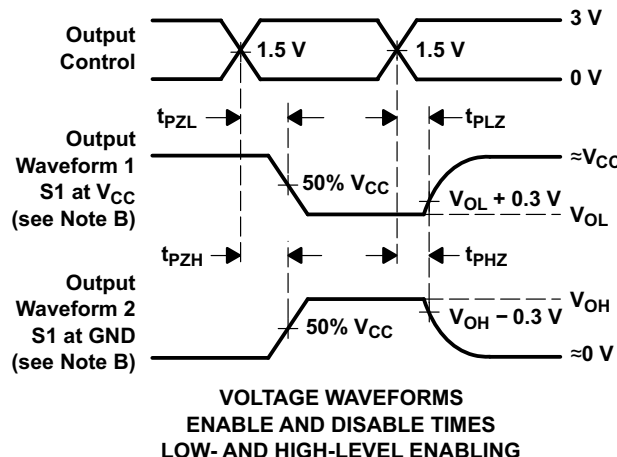 Output
Control
1.5 V
1.5 V
3 V
0 V
tPZL
tPLZ
Output
Waveform 1
S1 at VCC
(see Note B)
50% VCC
≈VCC
VOL + 0.3 V
VOL
tPZH
tPHZ
Output
Waveform 2
S1 at GND
(see Note B)
50% VCC
VOH
VOH − 0.3 V
≈0 V
VOLTAGE WAVEFORMS
ENABLE AND DISABLE TIMES
LOW- AND HIGH-LEVEL ENABLING